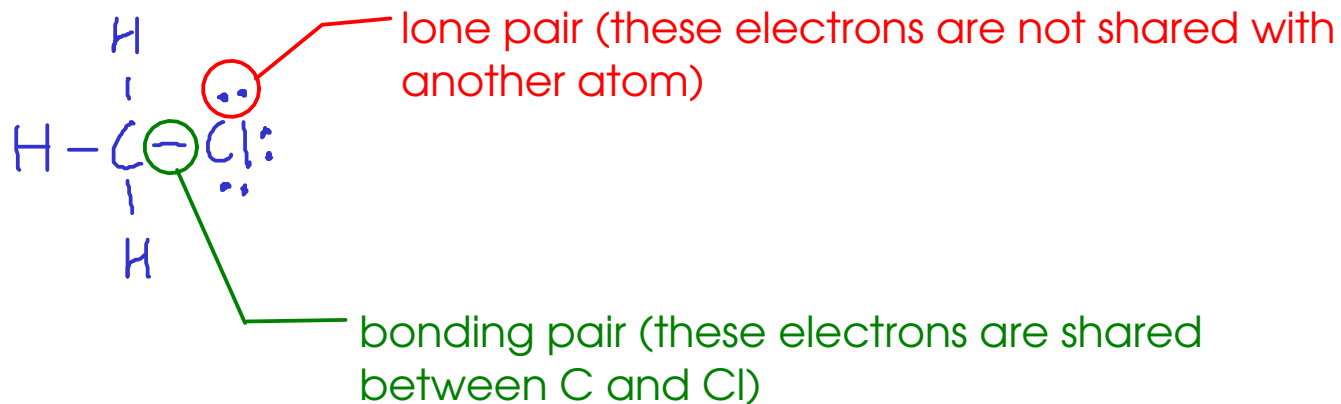 H
lone pair (these electrons are not shared with
another atom)
H – C – Cl
H
bonding pair (these electrons are shared
between C and Cl)